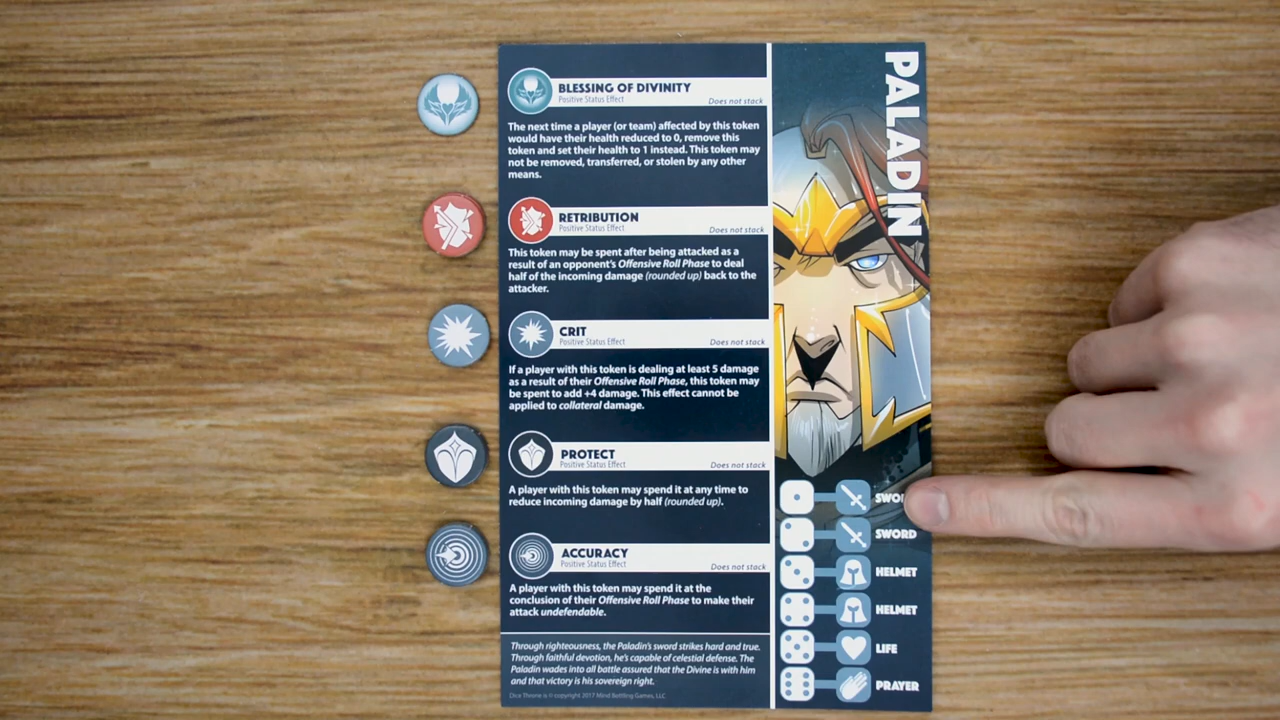 BLESSING OF DIVINITY
Positive Status Effect
Does not stack
The next time a player (or team) affected by this token
would have their health reduced to 0, remove this
token and set their health to 1 instead. This token may
not be removed, transferred, or stolen by any other
means.
RETRIBUTION
Positive Status Effect
Does not stack
This token may be spent after being attacked as a
result of an opponent's Offensive Roll Phase to deal
half of the incoming damage (rounded up) back to the
attacker.
CRIT
Positive Status Effect
Does not stack
If a player with this token is dealing at least 5 damage
as a result of their Offensive Roll Phase, this token may
be spent to add +4 damage. This effect cannot be
applied to collateral damage.
PROTECT
Positive Status Effect
Does not stack
A player with this token may spend it at any time to
reduce incoming damage by half (rounded up).
ACCURACY
Positive Status Effect
Does not stack
A player with this token may spend it at the
conclusion of their Offensive Roll Phase to make their
attack undefendable.
Through righteousness, the Paladin's sword strikes hard and true.
Through faithful devotion, he's capable of celestial defense. The
Paladin wades into all battle assured that the Divine is with him
and that victory is his sovereign right.
Dice Throne is © copyright 2017 Mind Bottling Games, LLC
PALADIN
SWO
SWORD
HELMET
HELMET
LIFE
PRAYER